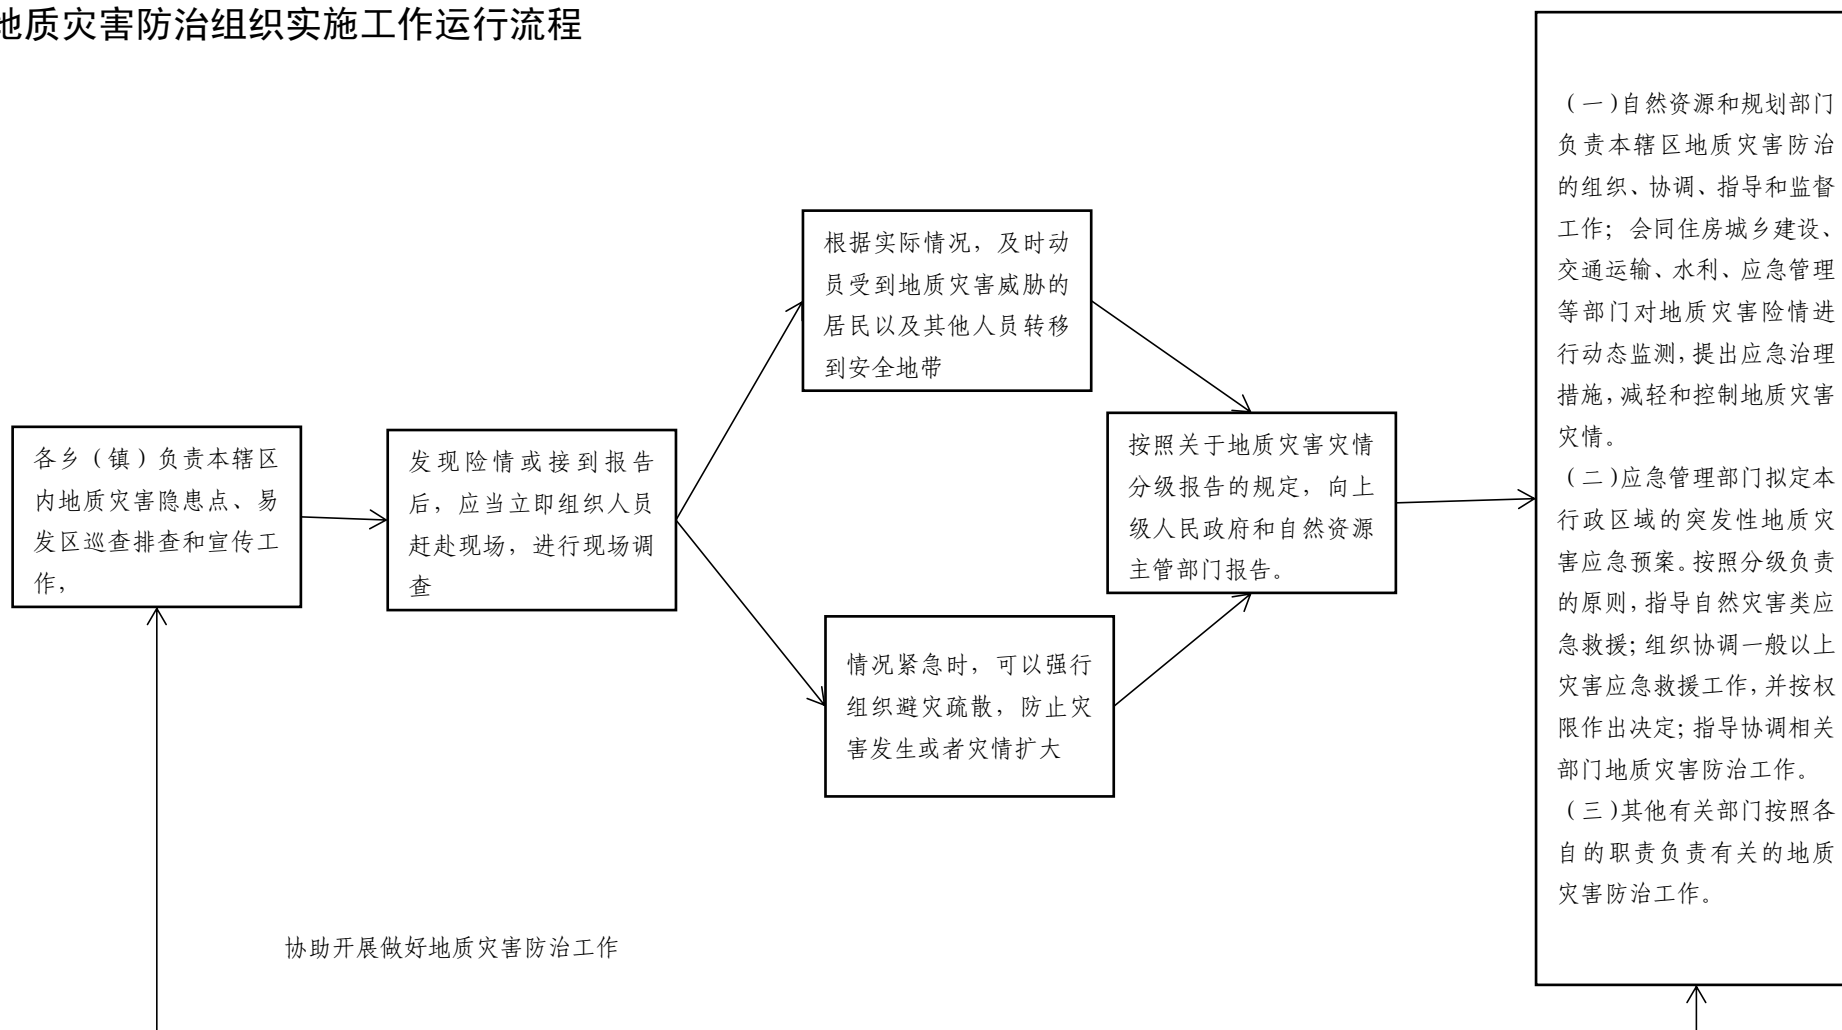 地质灾害防治组织实施工作运行流程
各乡（镇）负责本辖区
内地质灾害隐患点、易
发区巡查排查和宣传工
作，
发现险情或接到报告
后，应当立即组织人员
赶赴现场，进行现场调
查
根据实际情况，及时动
员受到地质灾害威胁的
居民以及其他人员转移
到安全地带
情况紧急时，可以强行
组织避灾疏散，防止灾
害发生或者灾情扩大
按照关于地质灾害灾情
分级报告的规定，向上
级人民政府和自然资源
主管部门报告。
（一）自然资源和规划部门
负责本辖区地质灾害防治
的组织、协调、指导和监督
工作；会同住房城乡建设、
交通运输、水利、应急管理
等部门对地质灾害险情进
行动态监测，提出应急治理
措施，减轻和控制地质灾害
灾情。
（二）应急管理部门拟定本
行政区域的突发性地质灾
害应急预案。按照分级负责
的原则，指导自然灾害类应
急救援；组织协调一般以上
灾害应急救援工作，并按权
限作出决定；指导协调相关
部门地质灾害防治工作。
（三）其他有关部门按照各
自的职责负责有关的地质
灾害防治工作。
协助开展做好地质灾害防治工作